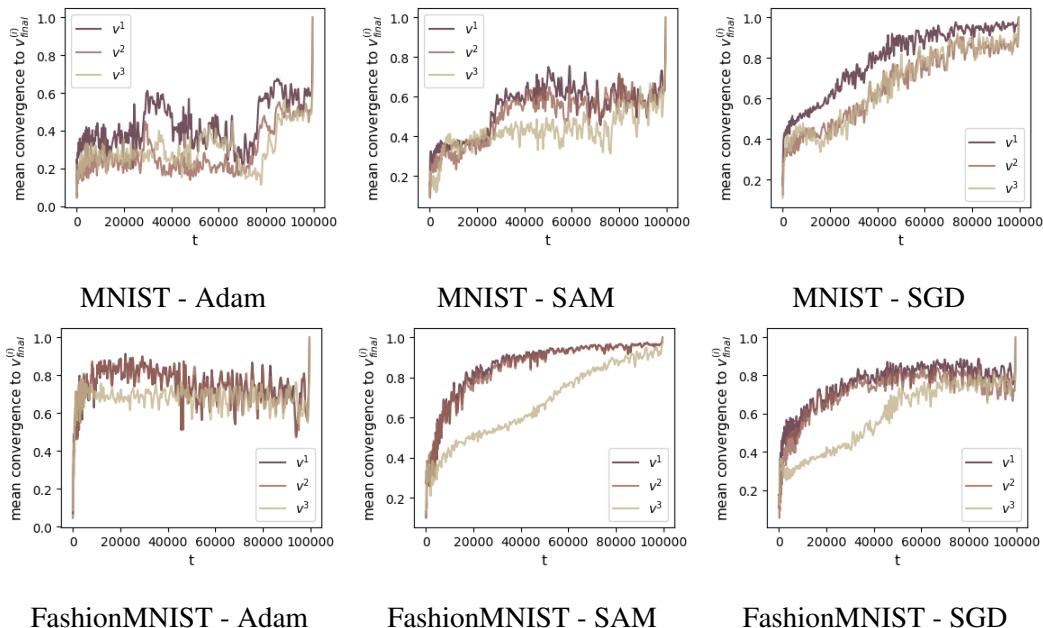 mean convergence to v_final^(i)
1.0
0.8
0.6
0.4
0.2
0.0
v^1
v^2
v^3
0 20000 40000 60000 80000 100000
t
MNIST - Adam
mean convergence to v_final^(i)
1.0
0.8
0.6
0.4
0.2
v^1
v^2
v^3
0 20000 40000 60000 80000 100000
t
MNIST - SAM
mean convergence to v_final^(i)
1.0
0.8
0.6
0.4
0.2
v^1
v^2
v^3
0 20000 40000 60000 80000 100000
t
MNIST - SGD
mean convergence to v_final^(i)
1.0
0.8
0.6
0.4
0.2
0.0
v^1
v^2
v^3
0 20000 40000 60000 80000 100000
t
FashionMNIST - Adam
mean convergence to v_final^(i)
1.0
0.8
0.6
0.4
0.2
v^1
v^2
v^3
0 20000 40000 60000 80000 100000
t
FashionMNIST - SAM
mean convergence to v_final^(i)
1.0
0.8
0.6
0.4
0.2
v^1
v^2
v^3
0 20000 40000 60000 80000 100000
t
FashionMNIST - SGD